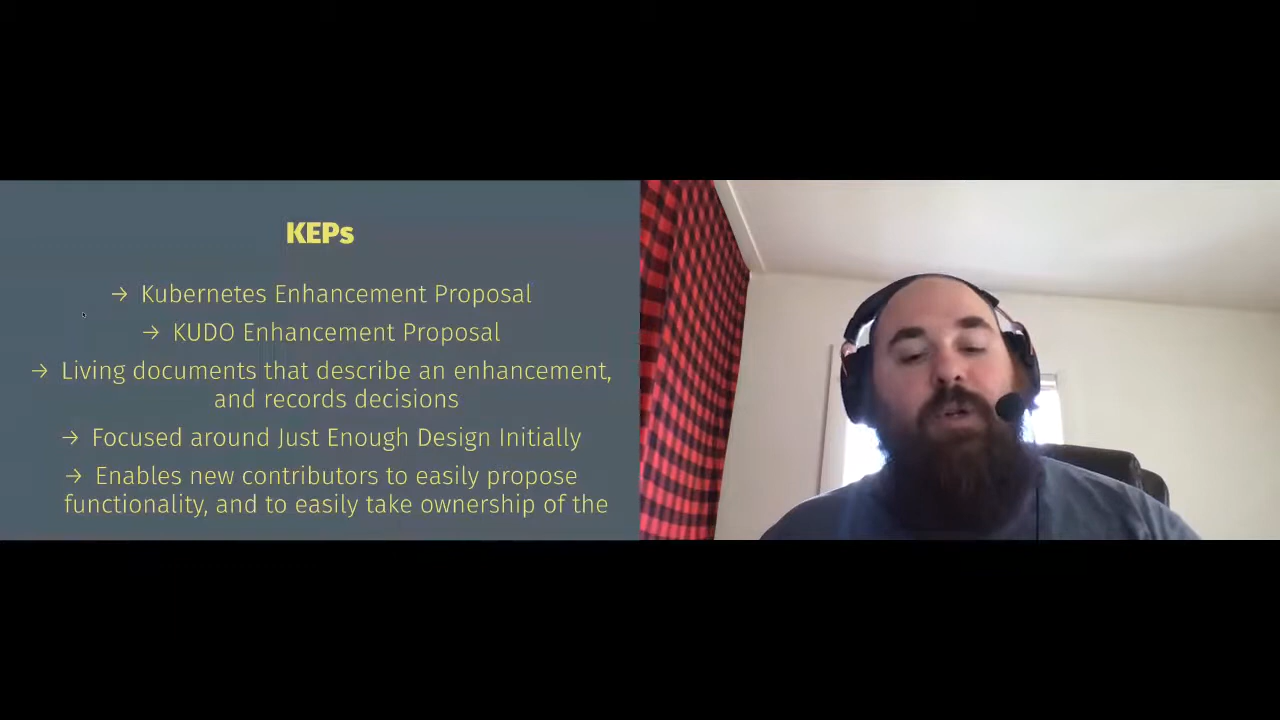 KEPs
→ Kubernetes Enhancement Proposal
→ KUDO Enhancement Proposal
→ Living documents that describe an enhancement,
and records decisions
→ Focused around Just Enough Design Initially
→ Enables new contributors to easily propose
functionality, and to easily take ownership of the